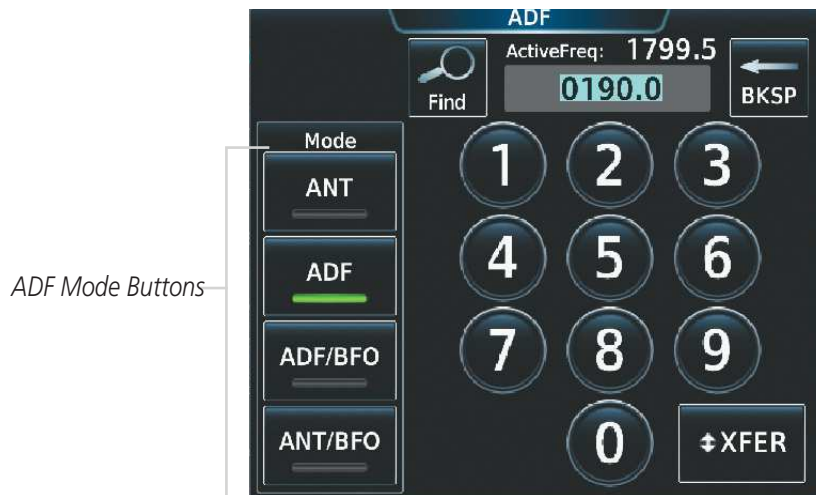 ADF
ActiveFreq: 1799.5
Find
0190.0
BKSP
Mode
ANT
ADF
ADF/BFO
ANT/BFO
1 2 3
4 5 6
7 8 9
0
XFER
ADF Mode Buttons